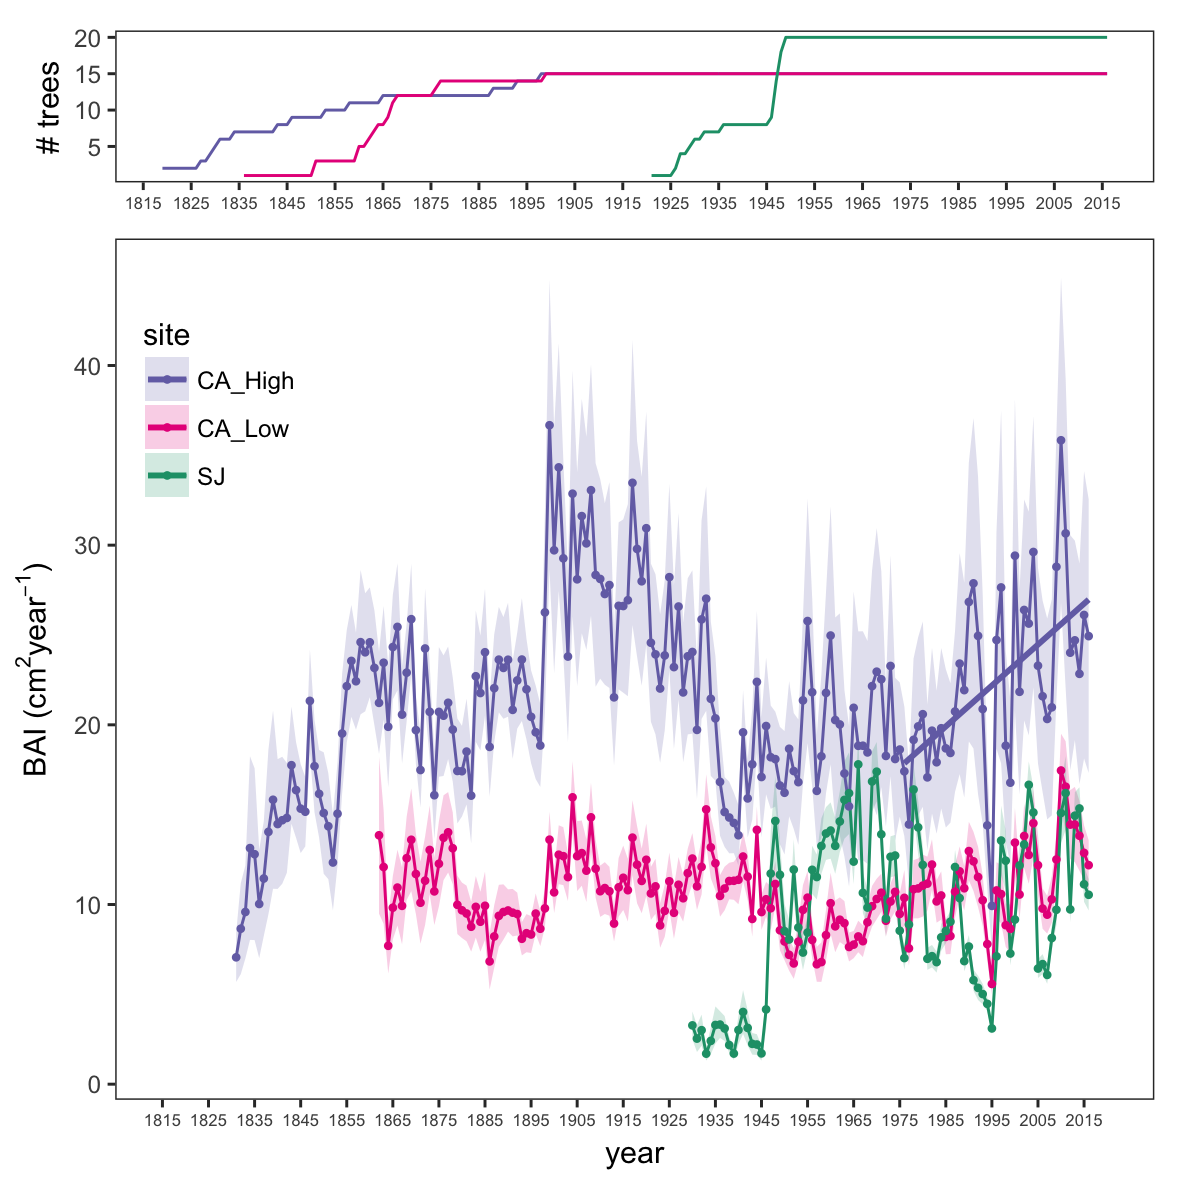 # trees
20
15
10
5
1815 1825 1835 1845 1855 1865 1875 1885 1895 1905 1915 1925 1935 1945 1955 1965 1975 1985 1995 2005 2015
BAI (cm²year⁻¹)
40
30
20
10
0
site
CA_High
CA_Low
SJ
1815 1825 1835 1845 1855 1865 1875 1885 1895 1905 1915 1925 1935 1945 1955 1965 1975 1985 1995 2005 2015
year